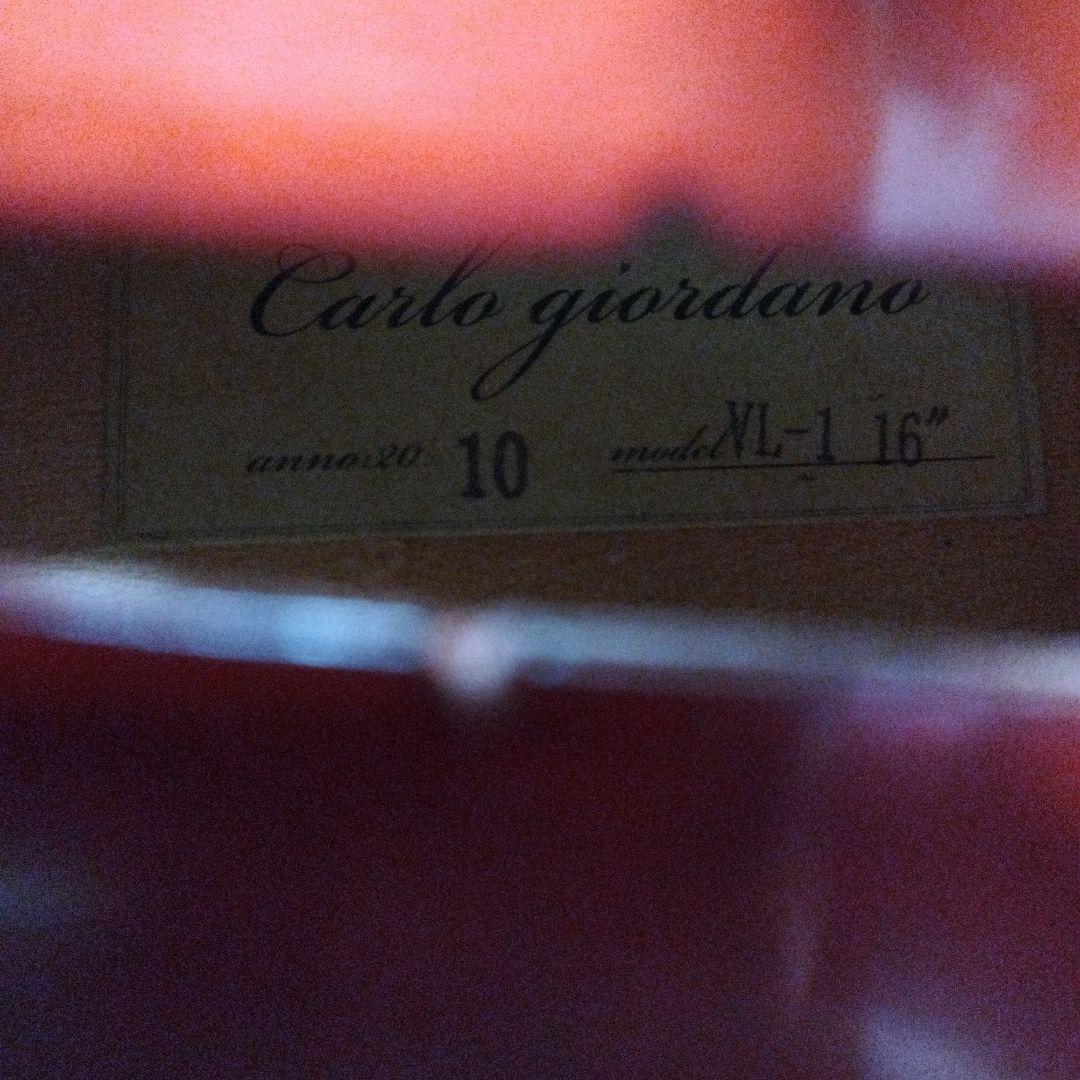 Carlo giordano
anno:20 10 model VL-1 16"